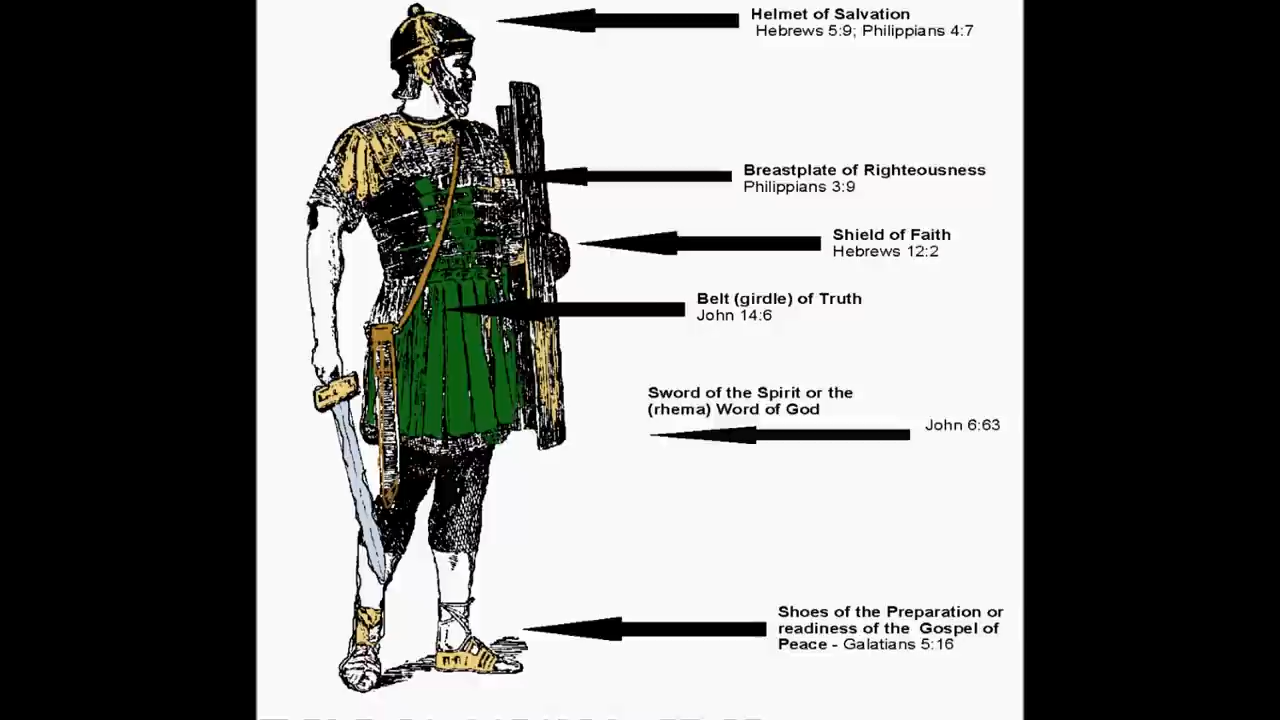 Helmet of Salvation
Hebrews 5:9; Philippians 4:7
Breastplate of Righteousness
Philippians 3:9
Shield of Faith
Hebrews 12:2
Belt (girdle) of Truth
John 14:6
Sword of the Spirit or the
(rhema) Word of God
John 6:63
Shoes of the Preparation or
readiness of the Gospel of
Peace - Galatians 5:16